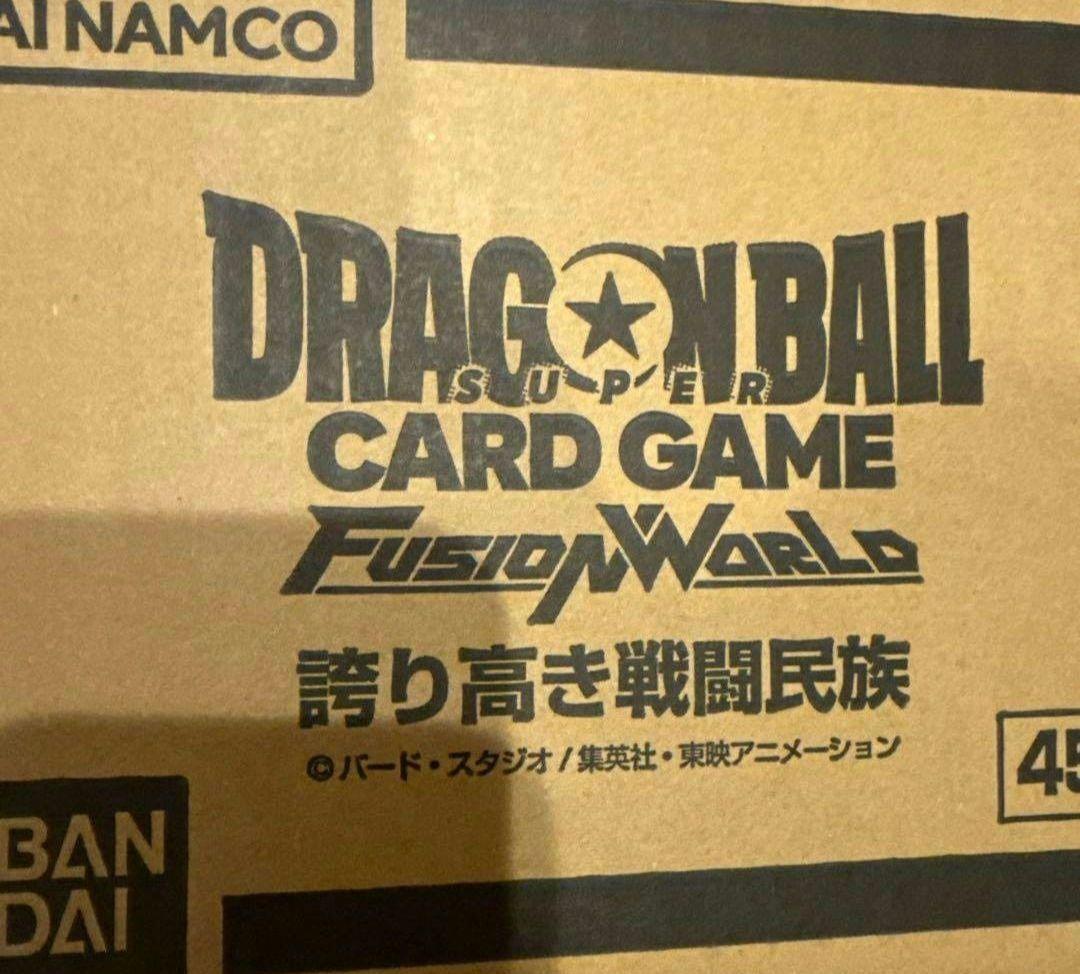 AI NAMCO
DRAGON BALL
SUPER
CARD GAME
FUSION WORLD
誇り高き戦闘民族
©バード・スタジオ/集英社・東映アニメーション
45
BAN
DAI